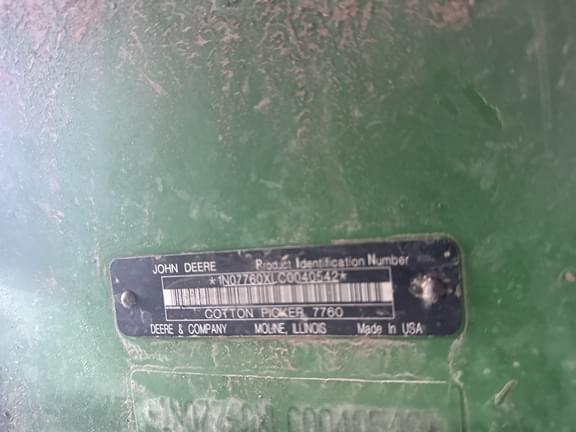 JOHN DEERE Product Identification Number
*1N07760XLC0040542*
COTTON PICKER 7760
DEERE & COMPANY MOLINE, ILLINOIS Made In USA